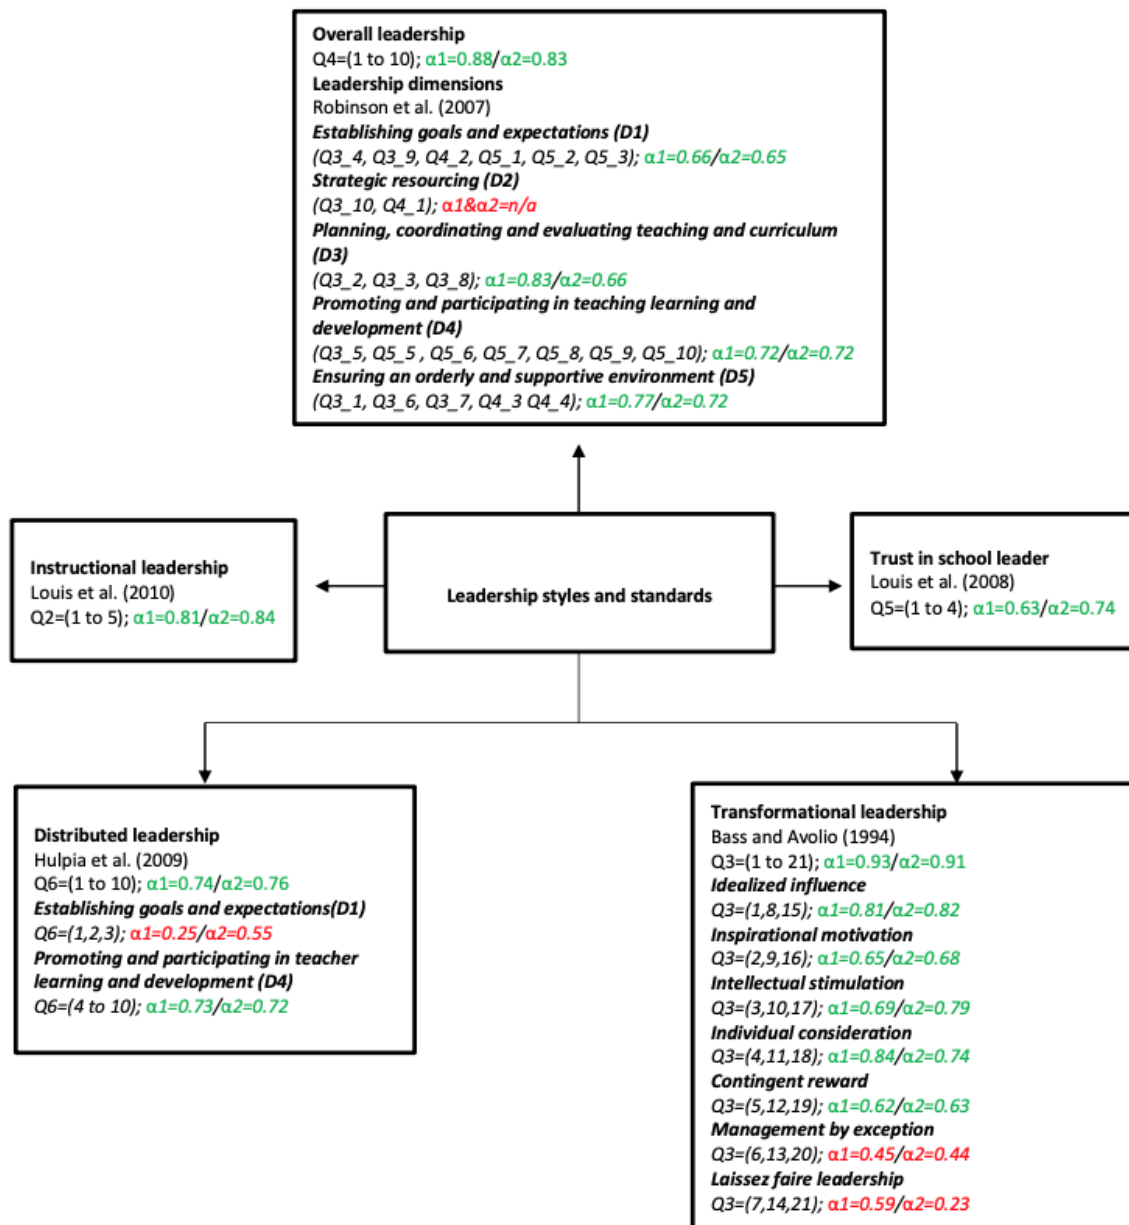 Overall leadership
Q4=(1 to 10); α1=0.88/α2=0.83
Leadership dimensions
Robinson et al. (2007)
Establishing goals and expectations (D1)
(Q3_4, Q3_9, Q4_2, Q5_1, Q5_2, Q5_3); α1=0.66/α2=0.65
Strategic resourcing (D2)
(Q3_10, Q4_1); α1&α2=n/a
Planning, coordinating and evaluating teaching and curriculum
(D3)
(Q3_2, Q3_3, Q3_8); α1=0.83/α2=0.66
Promoting and participating in teaching learning and
development (D4)
(Q3_5, Q5_5 , Q5_6, Q5_7, Q5_8, Q5_9, Q5_10); α1=0.72/α2=0.72
Ensuring an orderly and supportive environment (D5)
(Q3_1, Q3_6, Q3_7, Q4_3 Q4_4); α1=0.77/α2=0.72
Instructional leadership
Louis et al. (2010)
Q2=(1 to 5); α1=0.81/α2=0.84
Leadership styles and standards
Trust in school leader
Louis et al. (2008)
Q5=(1 to 4); α1=0.63/α2=0.74
Distributed leadership
Hulpia et al. (2009)
Q6=(1 to 10); α1=0.74/α2=0.76
Establishing goals and expectations(D1)
Q6=(1,2,3); α1=0.25/α2=0.55
Promoting and participating in teacher
learning and development (D4)
Q6=(4 to 10); α1=0.73/α2=0.72
Transformational leadership
Bass and Avolio (1994)
Q3=(1 to 21); α1=0.93/α2=0.91
Idealized influence
Q3=(1,8,15); α1=0.81/α2=0.82
Inspirational motivation
Q3=(2,9,16); α1=0.65/α2=0.68
Intellectual stimulation
Q3=(3,10,17); α1=0.69/α2=0.79
Individual consideration
Q3=(4,11,18); α1=0.84/α2=0.74
Contingent reward
Q3=(5,12,19); α1=0.62/α2=0.63
Management by exception
Q3=(6,13,20); α1=0.45/α2=0.44
Laissez faire leadership
Q3=(7,14,21); α1=0.59/α2=0.23